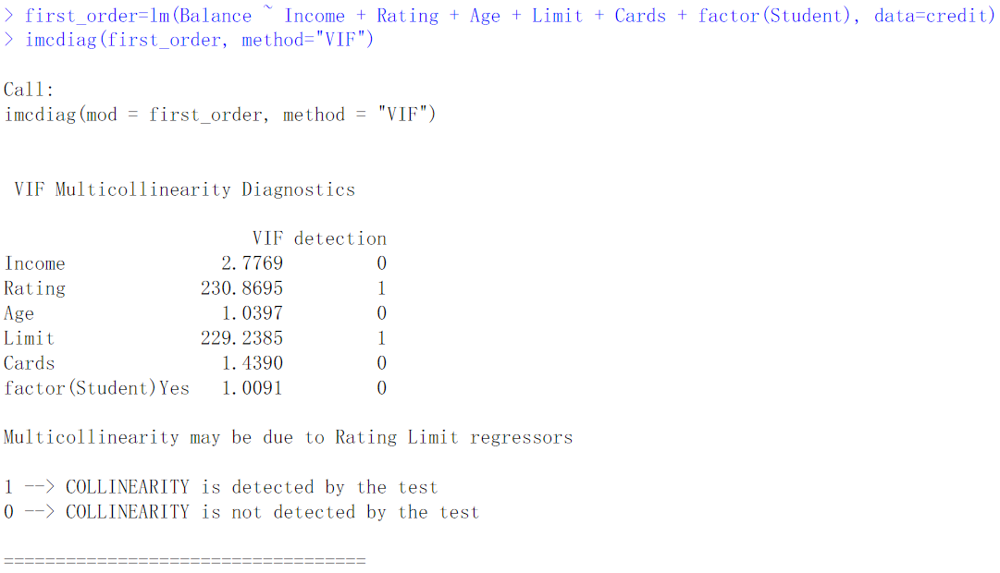 > first_order=lm(Balance ~ Income + Rating + Age + Limit + Cards + factor(Student), data=credit)
> imcdiag(first_order, method="VIF")
Call:
imcdiag(mod = first_order, method = "VIF")
VIF Multicollinearity Diagnostics
VIF detection
Income 2.7769 0
Rating 230.8695 1
Age 1.0397 0
Limit 229.2385 1
Cards 1.4390 0
factor(Student)Yes 1.0091 0
Multicollinearity may be due to Rating Limit regressors
1 --> COLLINEARITY is detected by the test
0 --> COLLINEARITY is not detected by the test
===================================